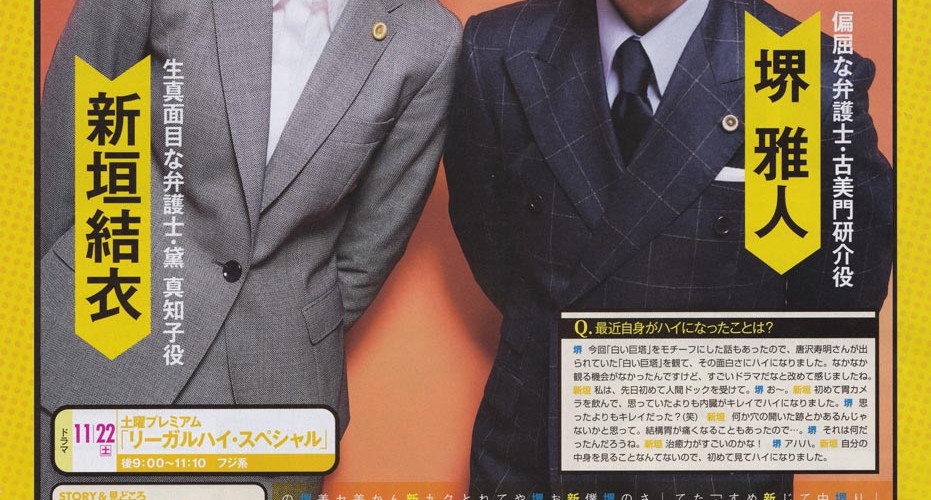 偏屈な弁護士・古美門研介役
堺 雅人
生真面目な弁護士・黛 真知子役
新垣結衣
Q.最近自身がハイになったことは?
堺 今回「白い巨塔」をモチーフにした話もあったので、唐沢寿明さんが出
られていた「白い巨塔」を観て、その面白さにハイになりました。なかなか
観る機会がなかったんですけど、すごいドラマだなと改めて感じましたね。
新垣 私は、先日初めて人間ドックを受けて。堺 お〜。新垣 初めて胃カメ
ラを飲んで、思っていたよりも内臓がキレイでハイになりました。堺 思
ったよりもキレイだった?(笑) 新垣 何か穴の開いた跡とかあるんじゃ
ないかと思って。結構胃が痛くなることもあったので…。堺 それは何だ
ったんだろうね。新垣 治癒力がすごいのかな! 堺 アハハ。新垣 自分の
中身を見ることなんてないので、初めて見てハイになりました。
ドラマ
11/22
土
土曜プレミアム
「リーガルハイ・スペシャル」
後9:00〜11:10 フジ系
STORY & 見どころ